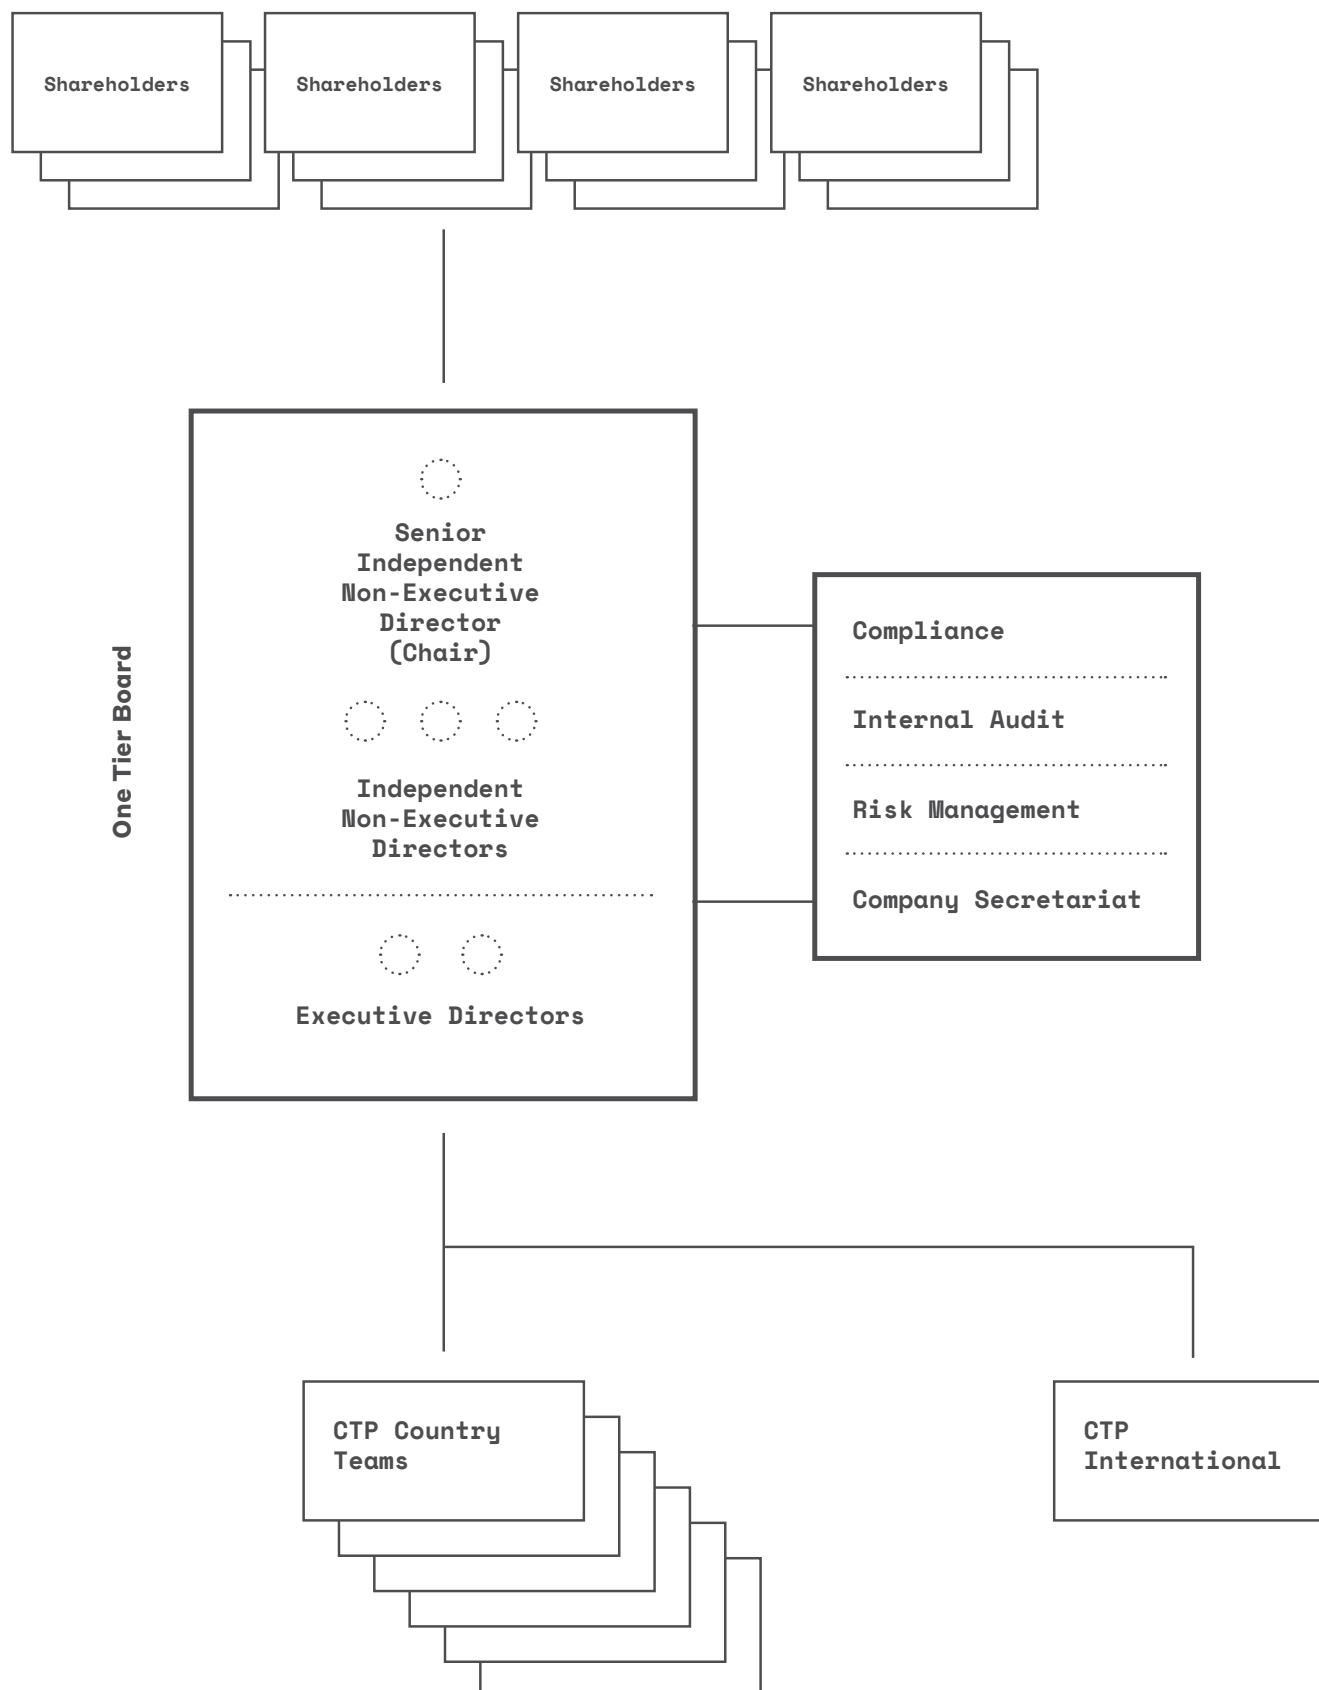 Shareholders
Shareholders
Shareholders
Shareholders
One Tier Board
Senior
Independent
Non-Executive
Director
(Chair)
Independent
Non-Executive
Directors
Executive Directors
Compliance
Internal Audit
Risk Management
Company Secretariat
CTP Country
Teams
CTP
International